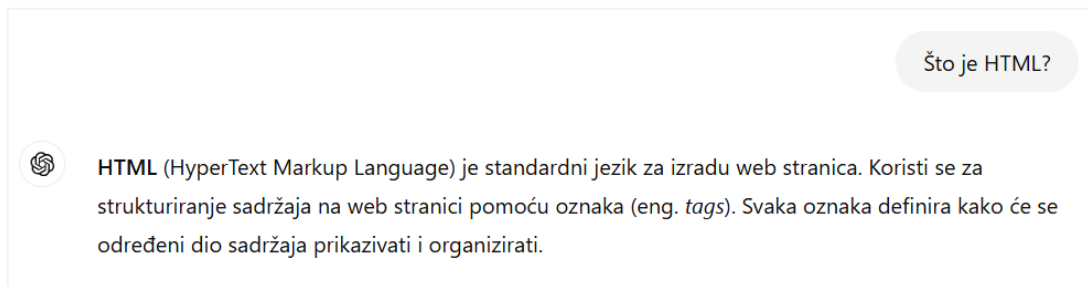 Što je HTML?
HTML (HyperText Markup Language) je standardni jezik za izradu web stranica. Koristi se za
strukturiranje sadržaja na web stranici pomoću oznaka (eng. tags). Svaka oznaka definira kako će se
određeni dio sadržaja prikazivati i organizirati.